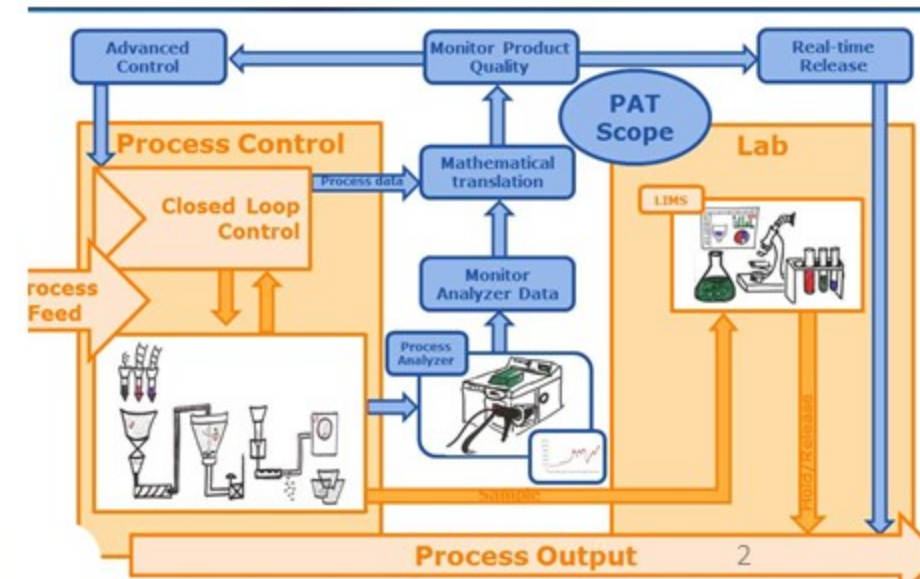 Advanced
Control
Monitor Product
Quality
Real-time
Release
PAT
Scope
Process Control
Lab
Mathematical
translation
Process data
Closed Loop
Control
LIMS
rocess
Feed
Monitor
Analyzer Data
Process
Analyzer
Sample
Hold/Release
Process Output
2